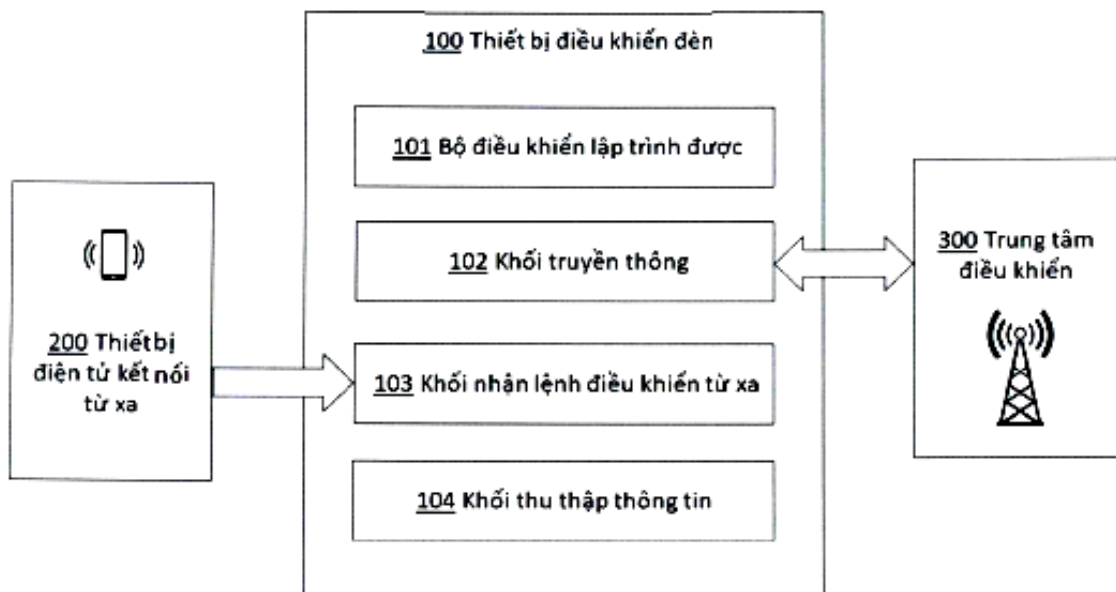 100 Thiết bị điều khiển đèn
101 Bộ điều khiển lập trình được
102 Khối truyền thông
103 Khối nhận lệnh điều khiển từ xa
104 Khối thu thập thông tin
200 Thiết bị
điện tử kết nối
từ xa
300 Trung tâm
điều khiển